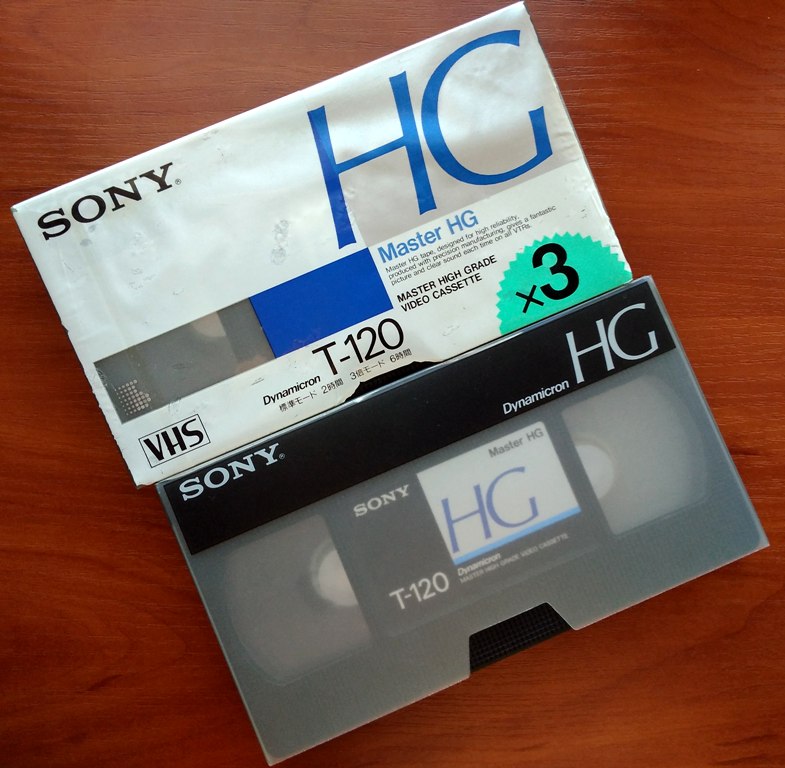 HG
SONY®
Master HG
Master HG tape, designed for high reliability,
produced with precision manufacturing, gives a fantastic
picture and clear sound each time on all VTRs.
MASTER HIGH GRADE
VIDEO CASSETTE
×3
T-120
Dynamicron
標準モード 2時間 3倍モード 6時間
VHS
SONY®
Dynamicron HG
SONY
Master HG
HG
T-120
Dynamicron
MASTER HIGH GRADE VIDEO CASSETTE